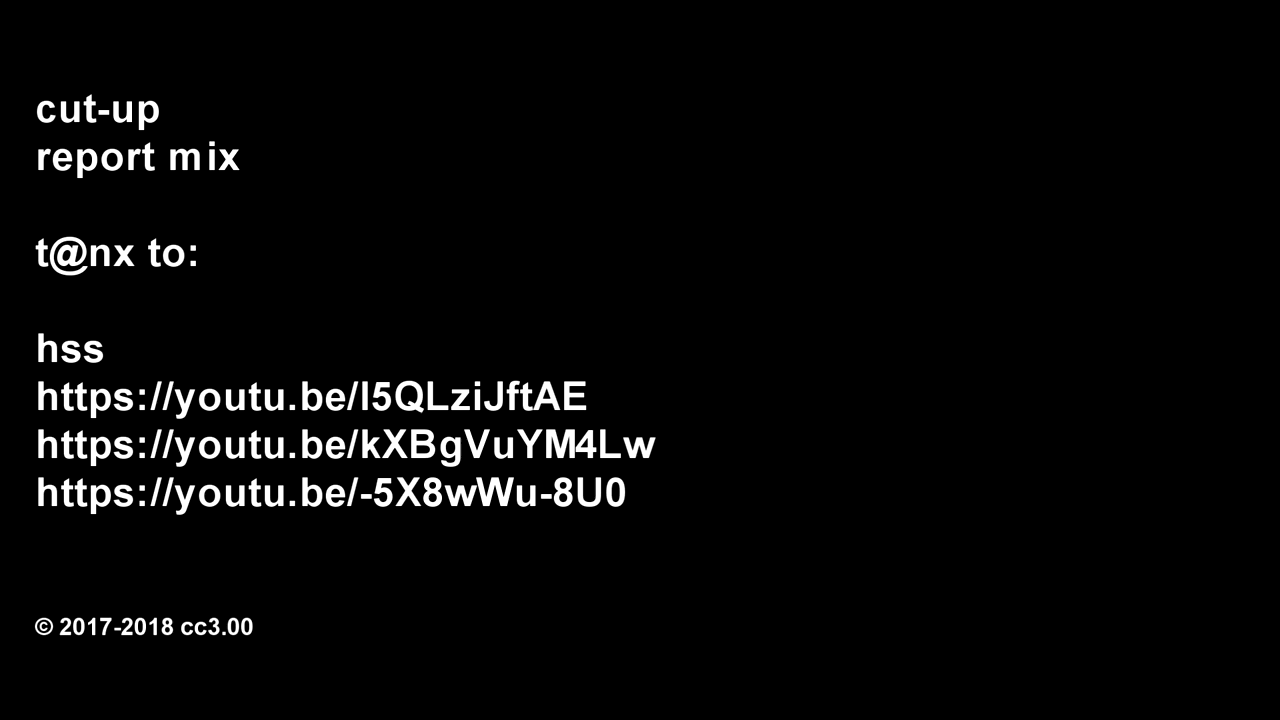 cut-up
report mix
t@nx to:
hss
https://youtu.be/l5QLziJftAE
https://youtu.be/kXBgVuYM4Lw
https://youtu.be/-5X8wWu-8U0
© 2017-2018 cc3.00